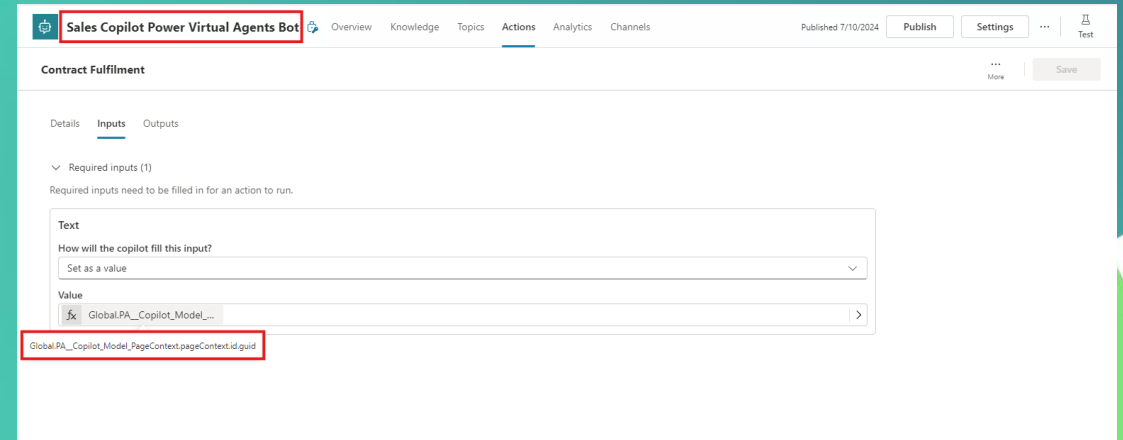 Sales Copilot Power Virtual Agents Bot Overview Knowledge Topics Actions Analytics Channels Published 7/10/2024 Publish Settings ... Test
Contract Fulfilment ... More Save
Details Inputs Outputs
Required inputs (1)
Required inputs need to be filled in for an action to run.
Text
How will the copilot fill this input?
Set as a value
Value
fx Global.PA__Copilot_Model_...
Global.PA__Copilot_Model_PageContext.pageContext.id.guid